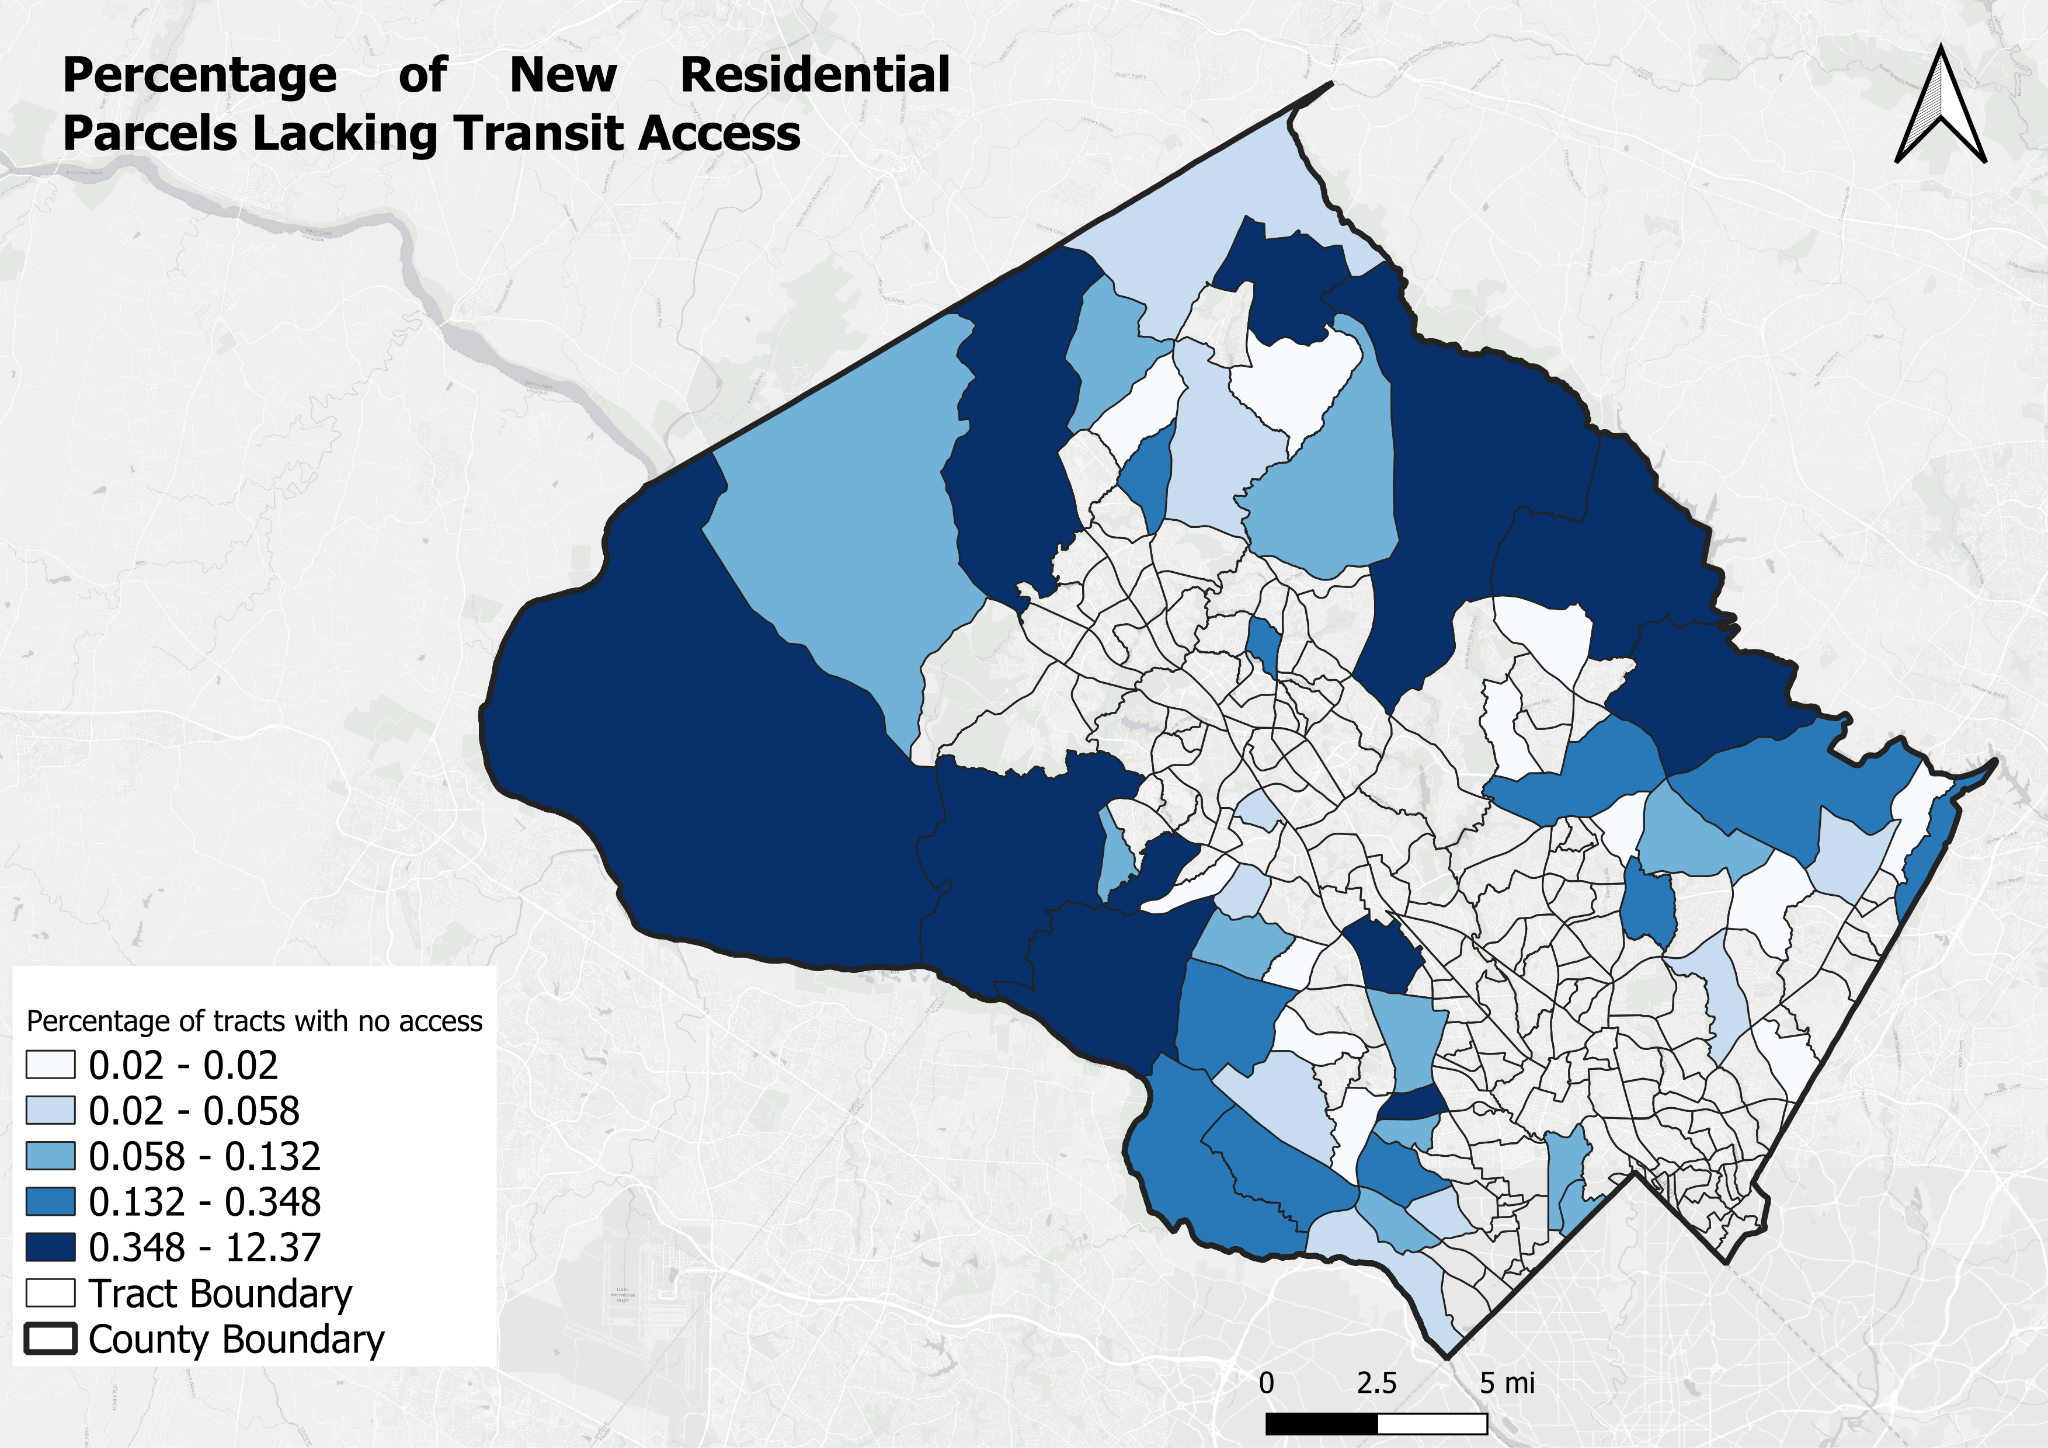 Percentage of New Residential
Parcels Lacking Transit Access
Percentage of tracts with no access
0.02 - 0.02
0.02 - 0.058
0.058 - 0.132
0.132 - 0.348
0.348 - 12.37
Tract Boundary
County Boundary
0 2.5 5 mi